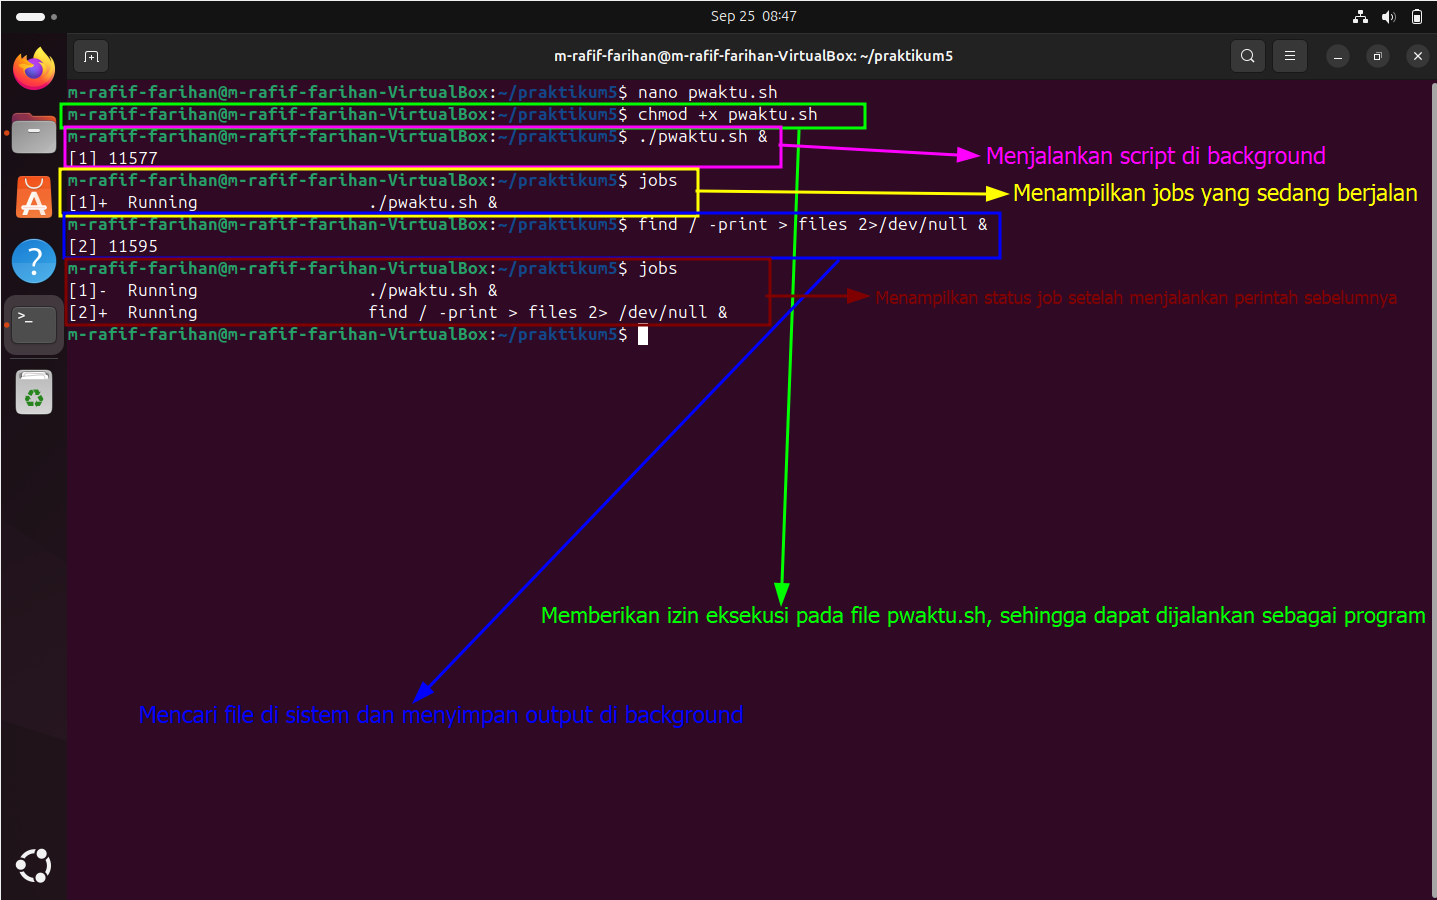 Sep 25 08:47
m-rafif-farihan@m-rafif-farihan-VirtualBox: ~/praktikum5
m-rafif-farihan@m-rafif-farihan-VirtualBox:~/praktikum5$ nano pwaktu.sh
m-rafif-farihan@m-rafif-farihan-VirtualBox:~/praktikum5$ chmod +x pwaktu.sh
m-rafif-farihan@m-rafif-farihan-VirtualBox:~/praktikum5$ ./pwaktu.sh &
[1] 11577
Menjalankan script di background
m-rafif-farihan@m-rafif-farihan-VirtualBox:~/praktikum5$ jobs
[1]+  Running                 ./pwaktu.sh &
Menampilkan jobs yang sedang berjalan
m-rafif-farihan@m-rafif-farihan-VirtualBox:~/praktikum5$ find / -print > files 2>/dev/null &
[2] 11595
m-rafif-farihan@m-rafif-farihan-VirtualBox:~/praktikum5$ jobs
[1]-  Running                 ./pwaktu.sh &
[2]+  Running                 find / -print > files 2> /dev/null &
Menampilkan status job setelah menjalankan perintah sebelumnya
m-rafif-farihan@m-rafif-farihan-VirtualBox:~/praktikum5$
Memberikan izin eksekusi pada file pwaktu.sh, sehingga dapat dijalankan sebagai program
Mencari file di sistem dan menyimpan output di background